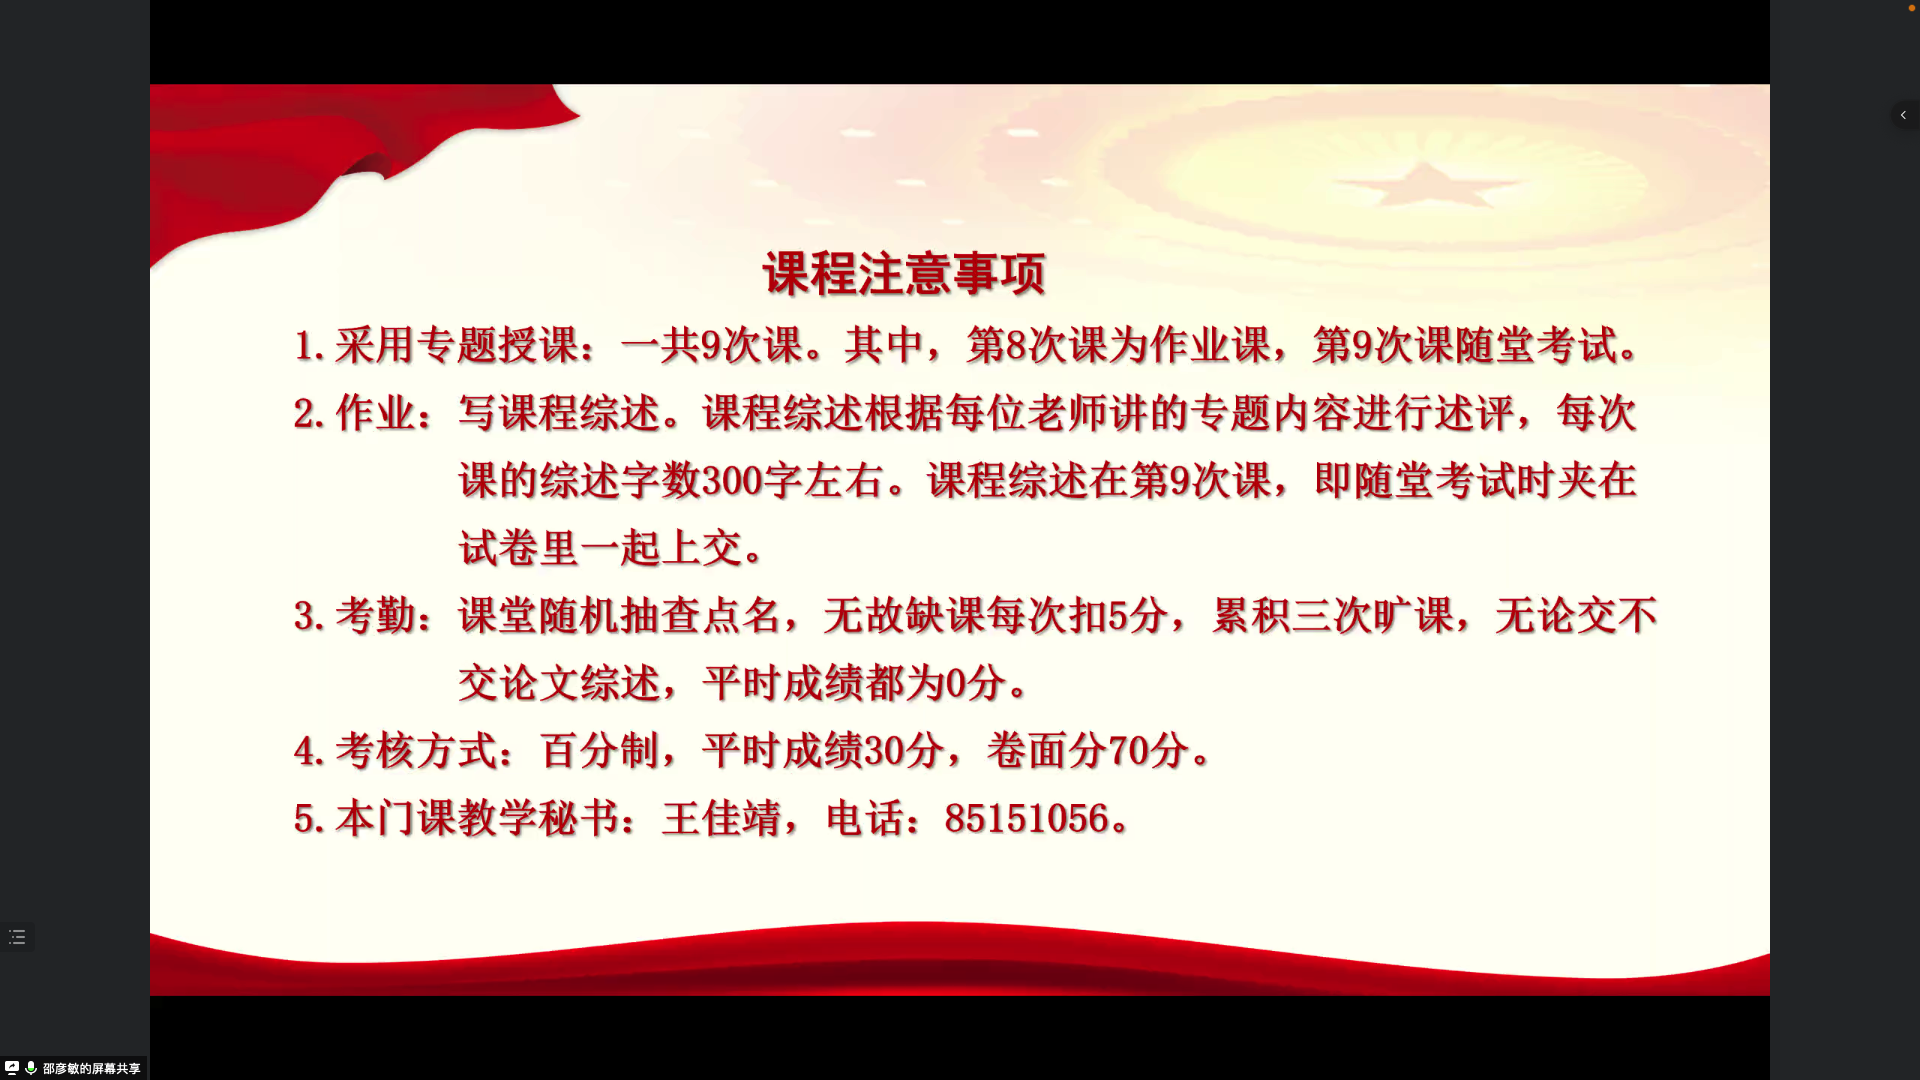 课程注意事项
1.采用专题授课：一共9次课。其中，第8次课为作业课，第9次课随堂考试。
2.作业：写课程综述。课程综述根据每位老师讲的专题内容进行述评，每次
课的综述字数300字左右。课程综述在第9次课，即随堂考试时夹在
试卷里一起上交。
3.考勤：课堂随机抽查点名，无故缺课每次扣5分，累积三次旷课，无论交不
交论文综述，平时成绩都为0分。
4.考核方式：百分制，平时成绩30分，卷面分70分。
5.本门课教学秘书：王佳靖，电话：85151056。
邵彦敏的屏幕共享